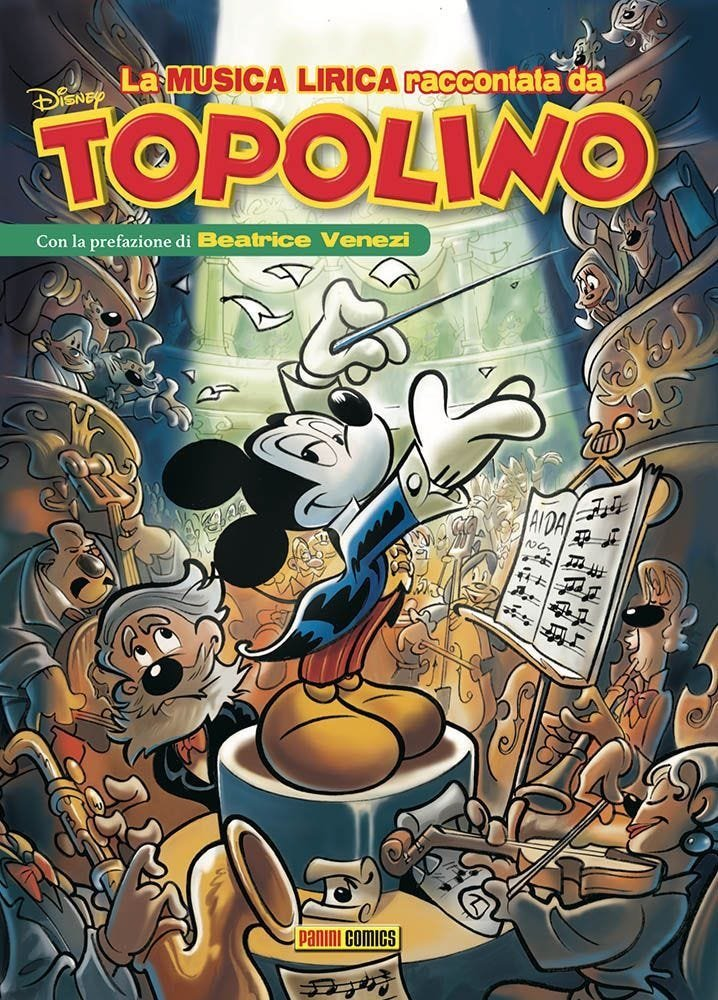 La MUSICA LIRICA raccontata da
Disney
TOPOLINO
Con la prefazione di Beatrice Venezi
AIDA
PANINI COMICS